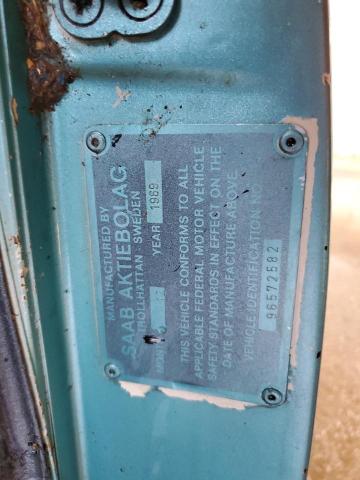 MANUFACTURED BY
SAAB AKTIEBOLAG
TROLLHATTAN - SWEDEN
YEAR 1969
THIS VEHICLE CONFORMS TO ALL
APPLICABLE FEDERAL MOTOR VEHICLE
SAFETY STANDARDS IN EFFECT ON THE
DATE OF MANUFACTURE ABOVE.
VEHICLE IDENTIFICATION NO.
96572582